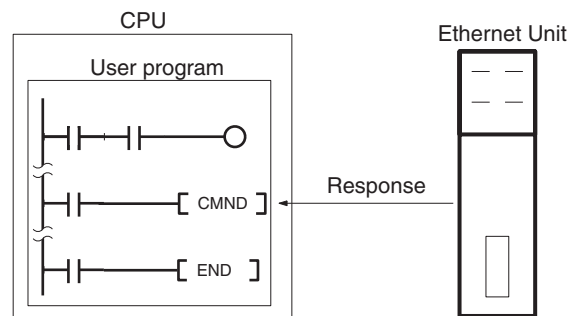 CPU
Ethernet Unit
User program
Response
CMND
END